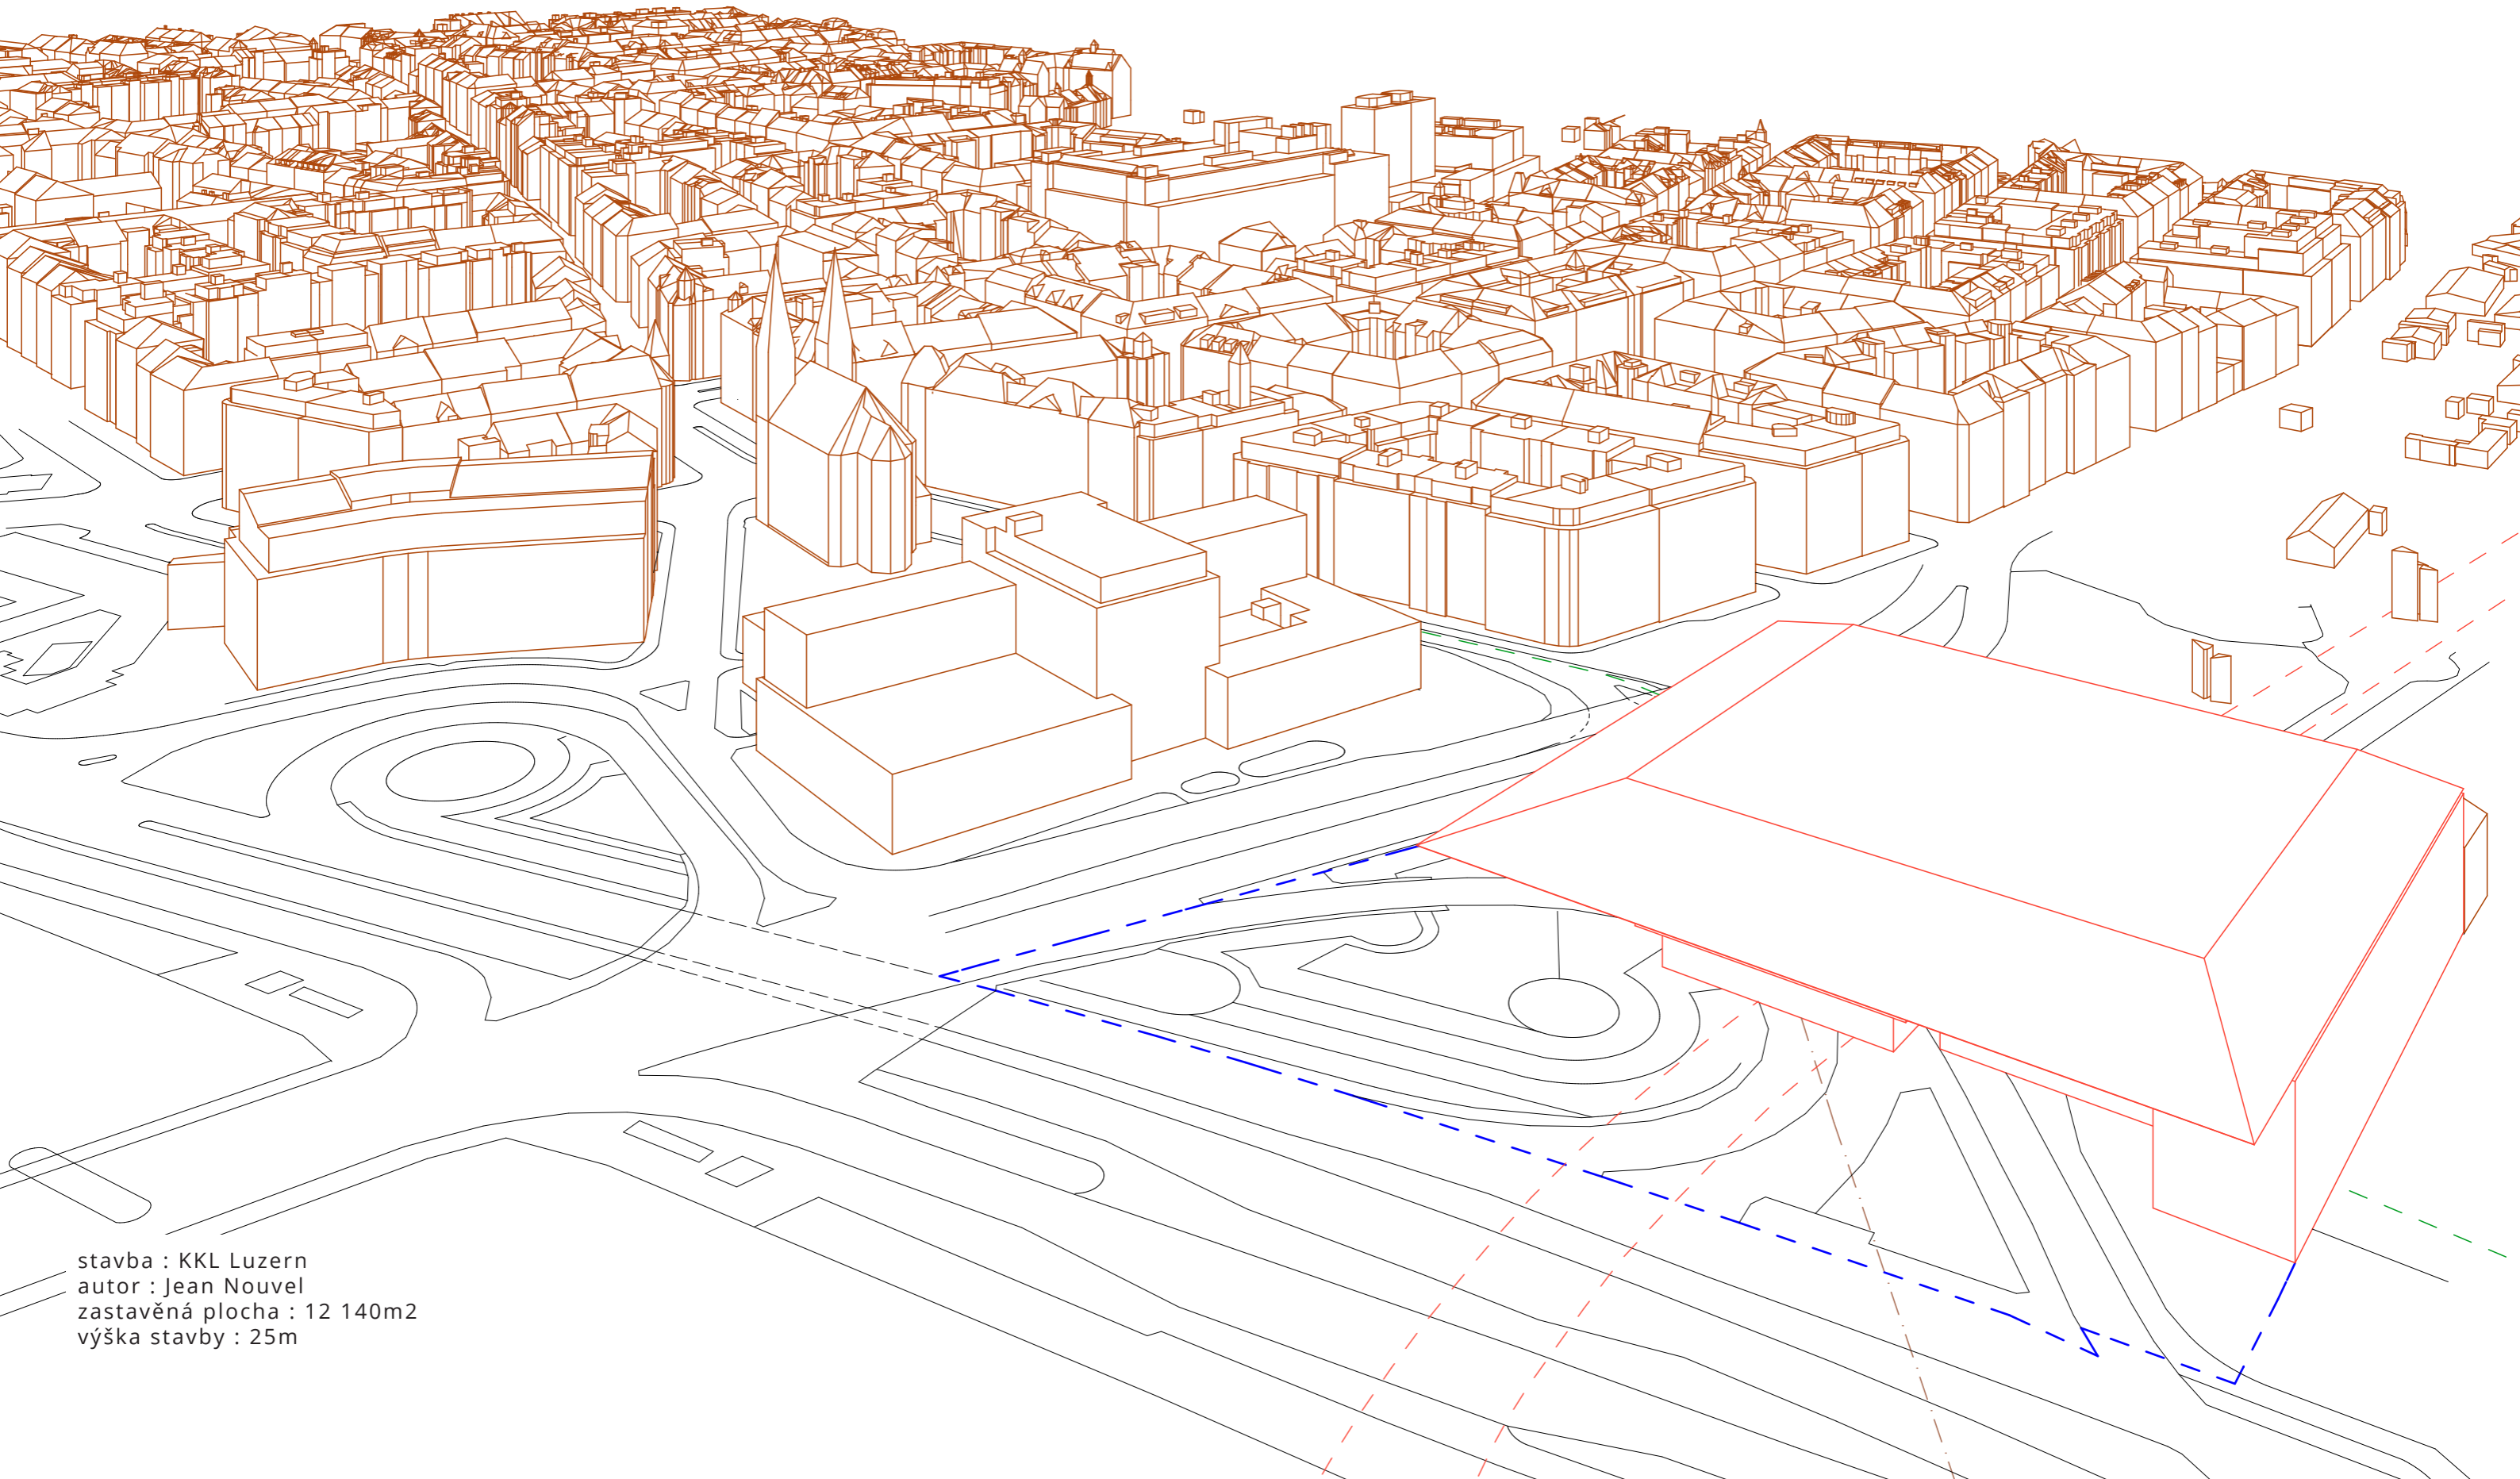 stavba : KKL Luzern
autor : Jean Nouvel
zastavěná plocha : 12 140m2
výška stavby : 25m